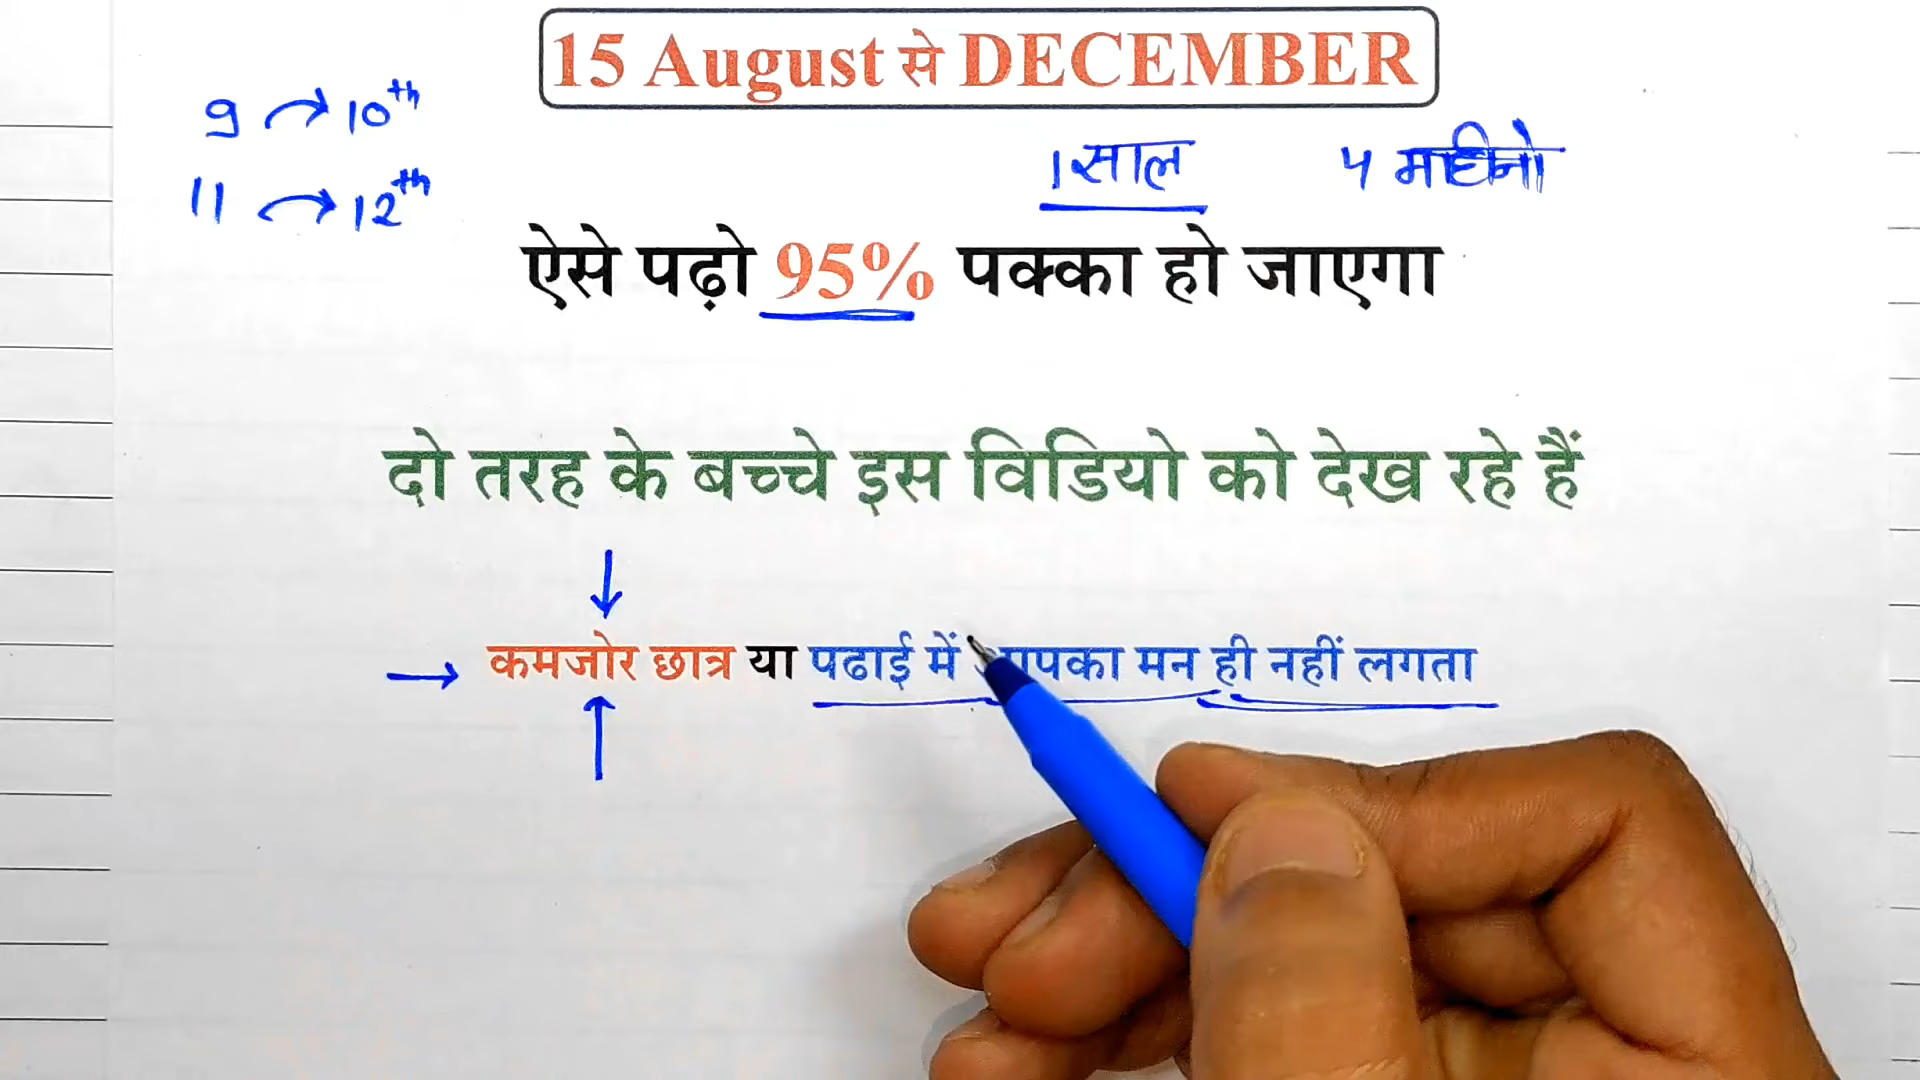 15 August से DECEMBER
9 → 10th
1 साल 4 महीनो
11 → 12th
ऐसे पढ़ो 95% पक्का हो जाएगा
दो तरह के बच्चे इस विडियो को देख रहे हैं
→ कमजोर छात्र या पढाई में आपका मन ही नहीं लगता